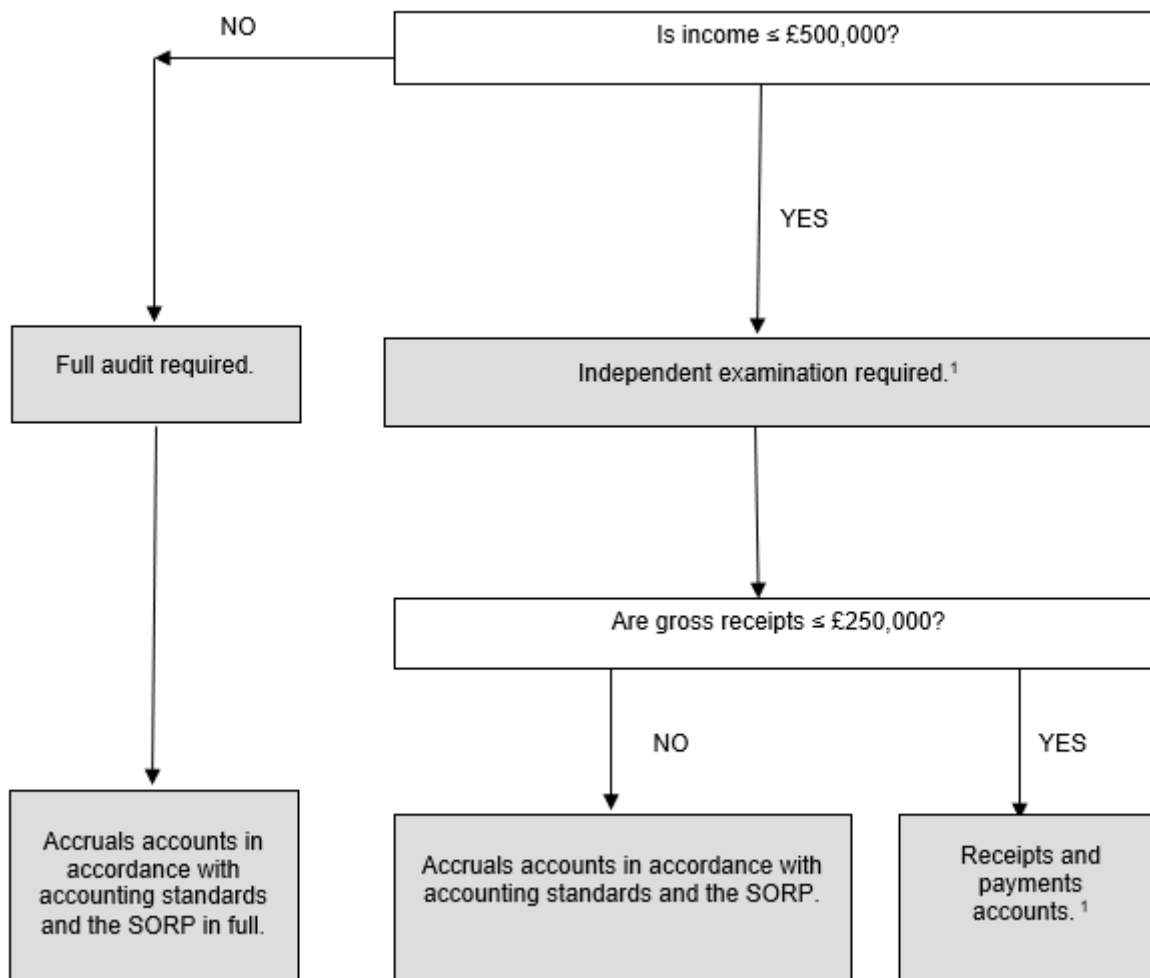 NO
Is income ≤ £500,000?
YES
Full audit required.
Independent examination required.¹
Are gross receipts ≤ £250,000?
NO
YES
Accruals accounts in
accordance with
accounting standards
and the SORP in full.
Accruals accounts in accordance with
accounting standards and the SORP.
Receipts and
payments
accounts. ¹